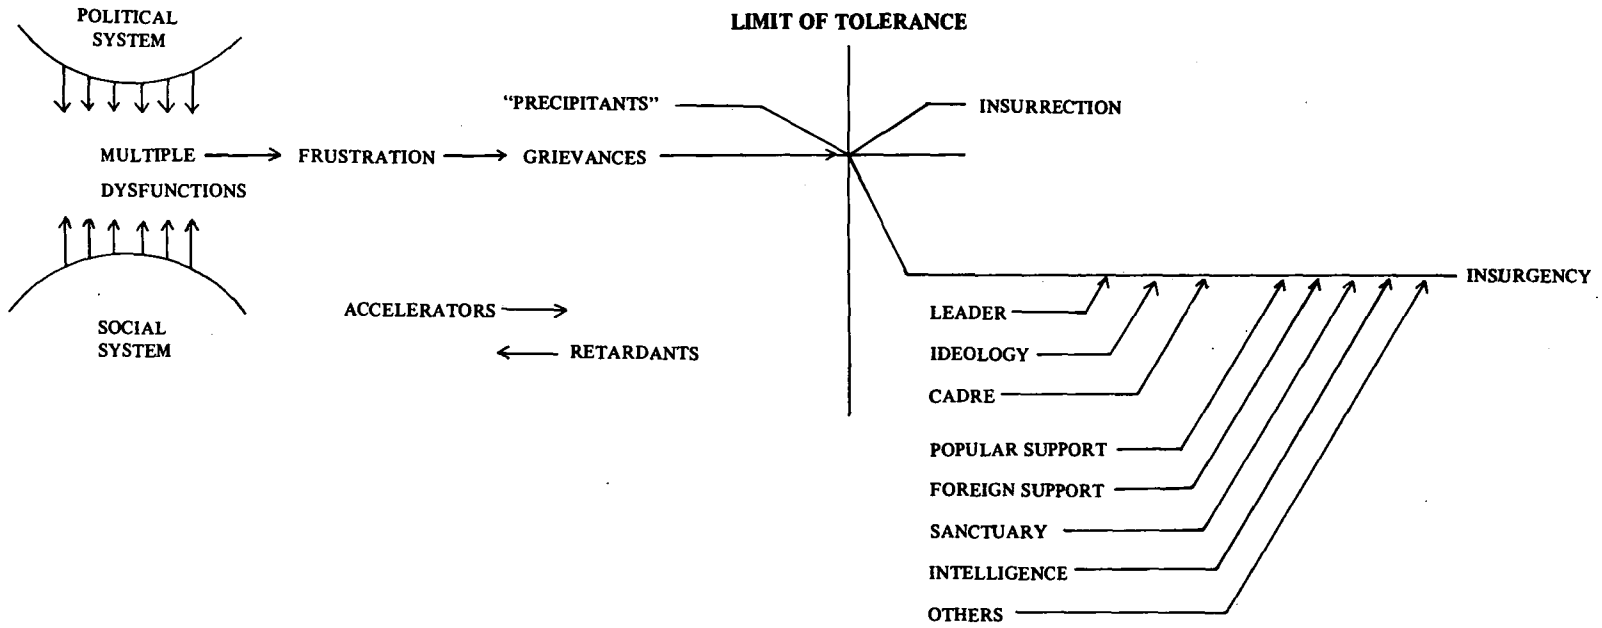 POLITICAL
SYSTEM
LIMIT OF TOLERANCE
"PRECIPITANTS"
INSURRECTION
MULTIPLE
DYSFUNCTIONS
FRUSTRATION
GRIEVANCES
INSURGENCY
SOCIAL
SYSTEM
ACCELERATORS
RETARDANTS
LEADER
IDEOLOGY
CADRE
POPULAR SUPPORT
FOREIGN SUPPORT
SANCTUARY
INTELLIGENCE
OTHERS